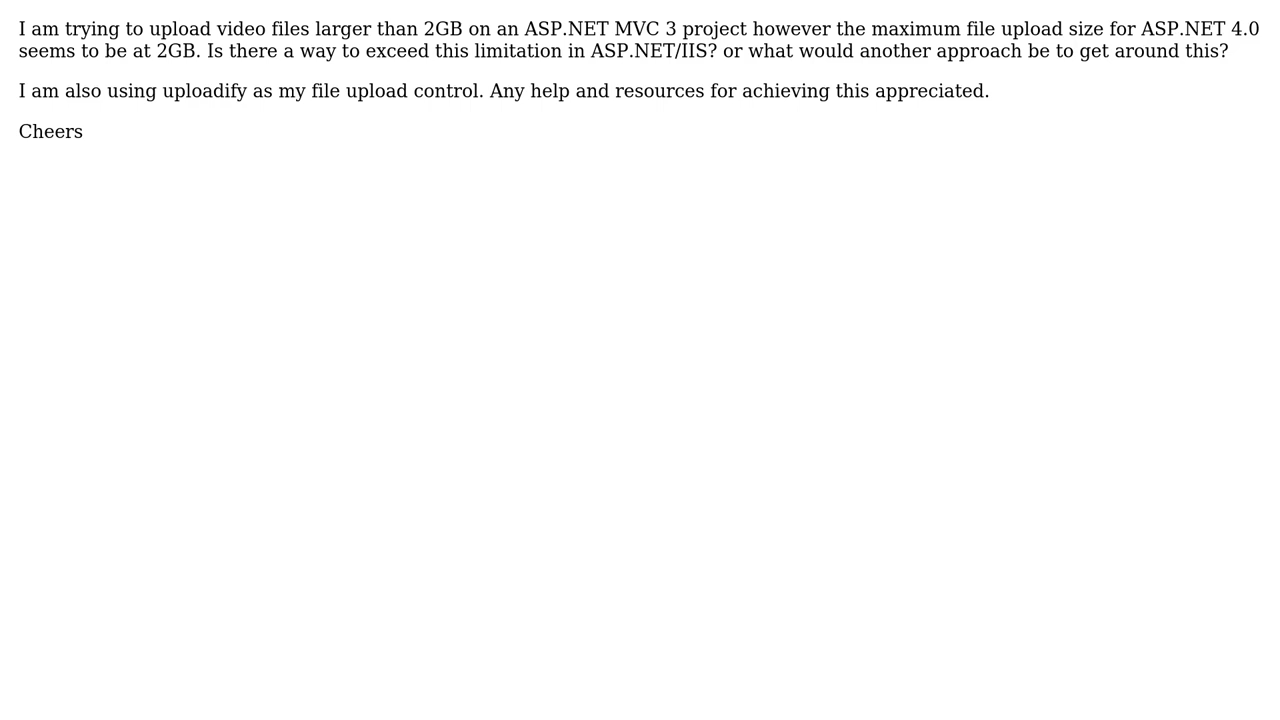 I am trying to upload video files larger than 2GB on an ASP.NET MVC 3 project however the maximum file upload size for ASP.NET 4.0
seems to be at 2GB. Is there a way to exceed this limitation in ASP.NET/IIS? or what would another approach be to get around this?
I am also using uploadify as my file upload control. Any help and resources for achieving this appreciated.
Cheers